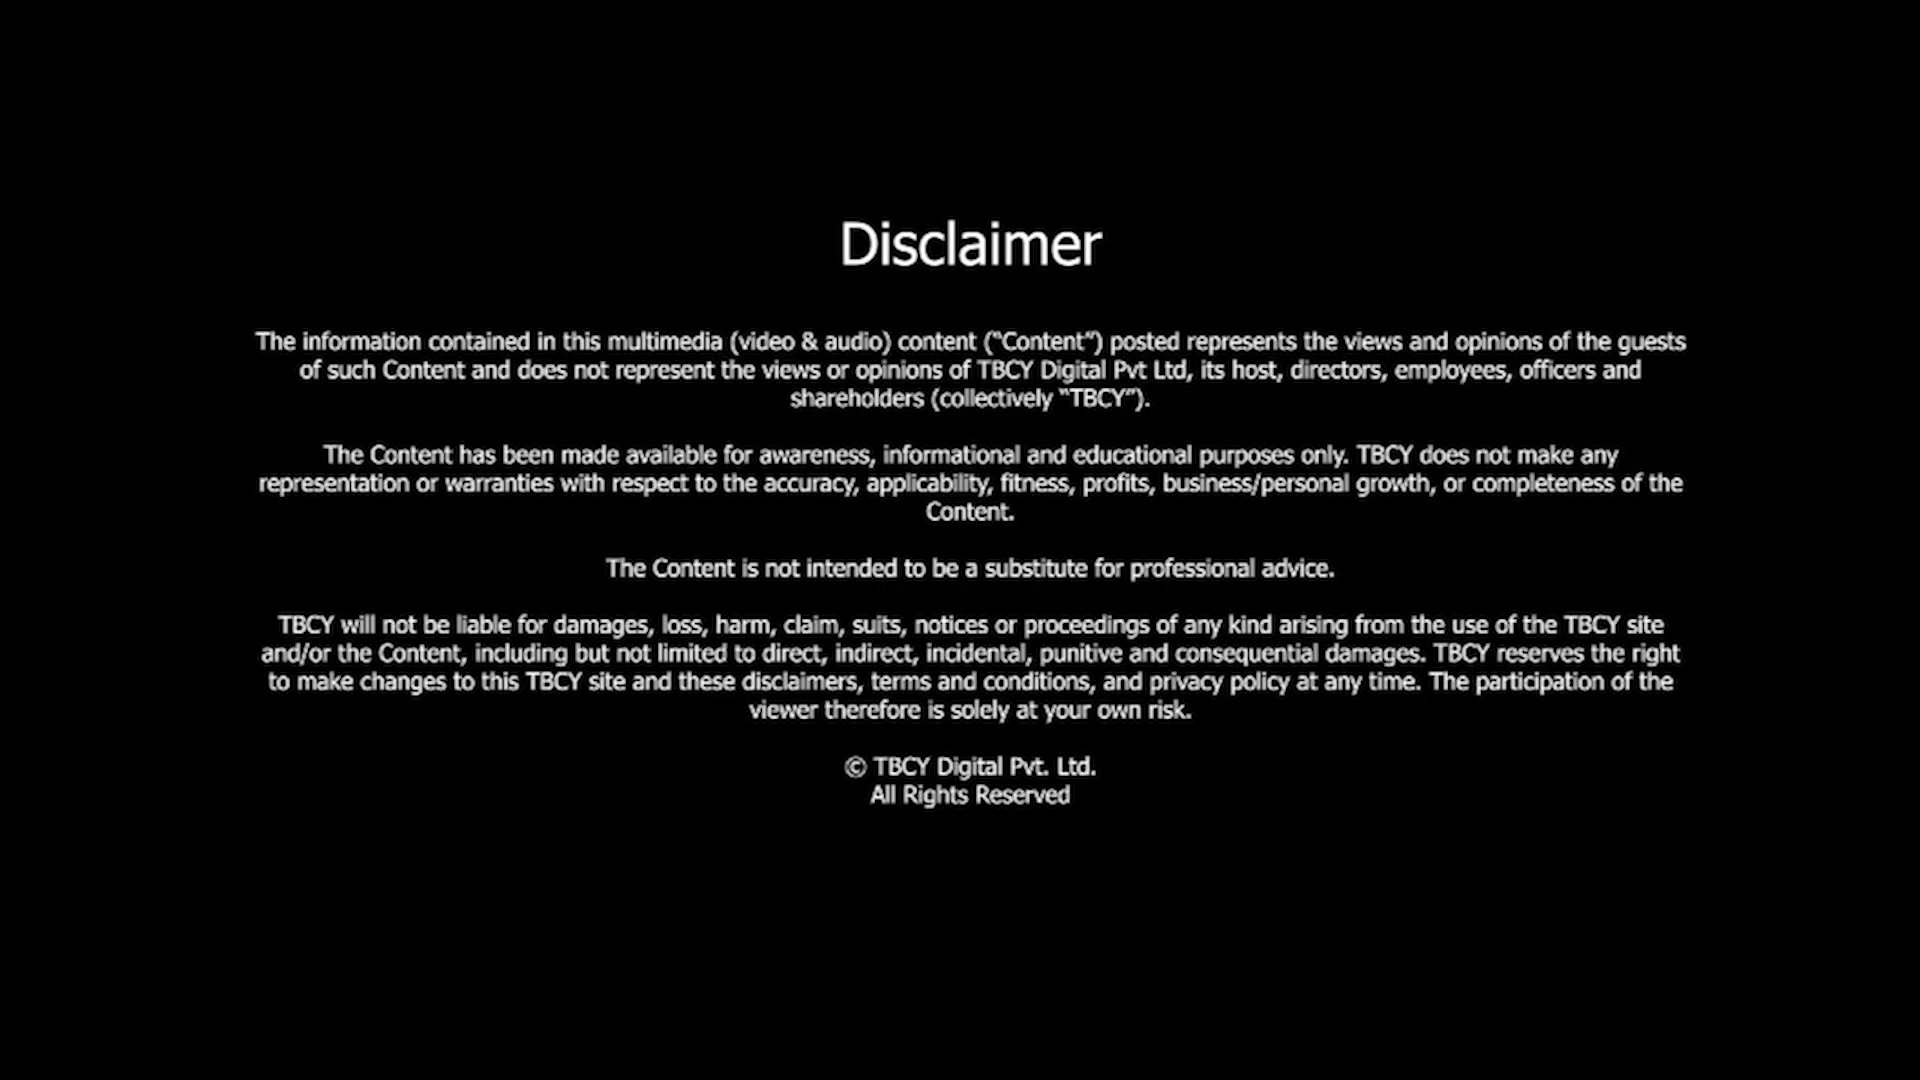 Disclaimer
The information contained in this multimedia (video & audio) content (“Content”) posted represents the views and opinions of the guests
of such Content and does not represent the views or opinions of TBCY Digital Pvt Ltd, its host, directors, employees, officers and
shareholders (collectively “TBCY”).
The Content has been made available for awareness, informational and educational purposes only. TBCY does not make any
representation or warranties with respect to the accuracy, applicability, fitness, profits, business/personal growth, or completeness of the
Content.
The Content is not intended to be a substitute for professional advice.
TBCY will not be liable for damages, loss, harm, claim, suits, notices or proceedings of any kind arising from the use of the TBCY site
and/or the Content, including but not limited to direct, indirect, incidental, punitive and consequential damages. TBCY reserves the right
to make changes to this TBCY site and these disclaimers, terms and conditions, and privacy policy at any time. The participation of the
viewer therefore is solely at your own risk.
© TBCY Digital Pvt. Ltd.
All Rights Reserved